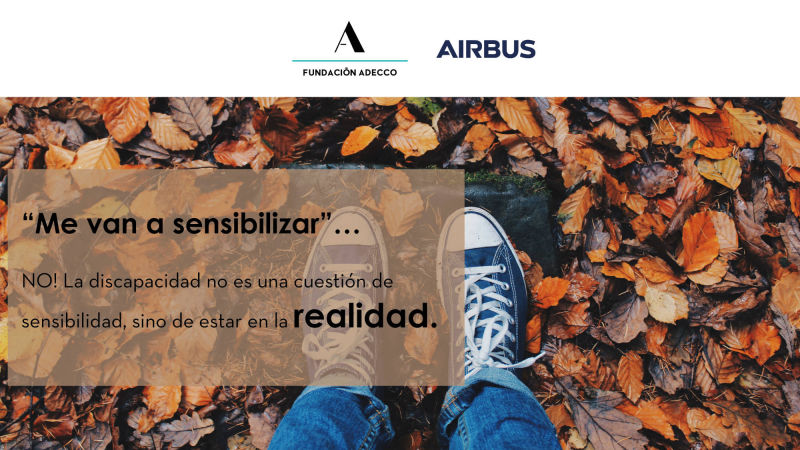 FUNDACIÓN ADECCO
AIRBUS
“Me van a sensibilizar”...
NO! La discapacidad no es una cuestión de
sensibilidad, sino de estar en la realidad.